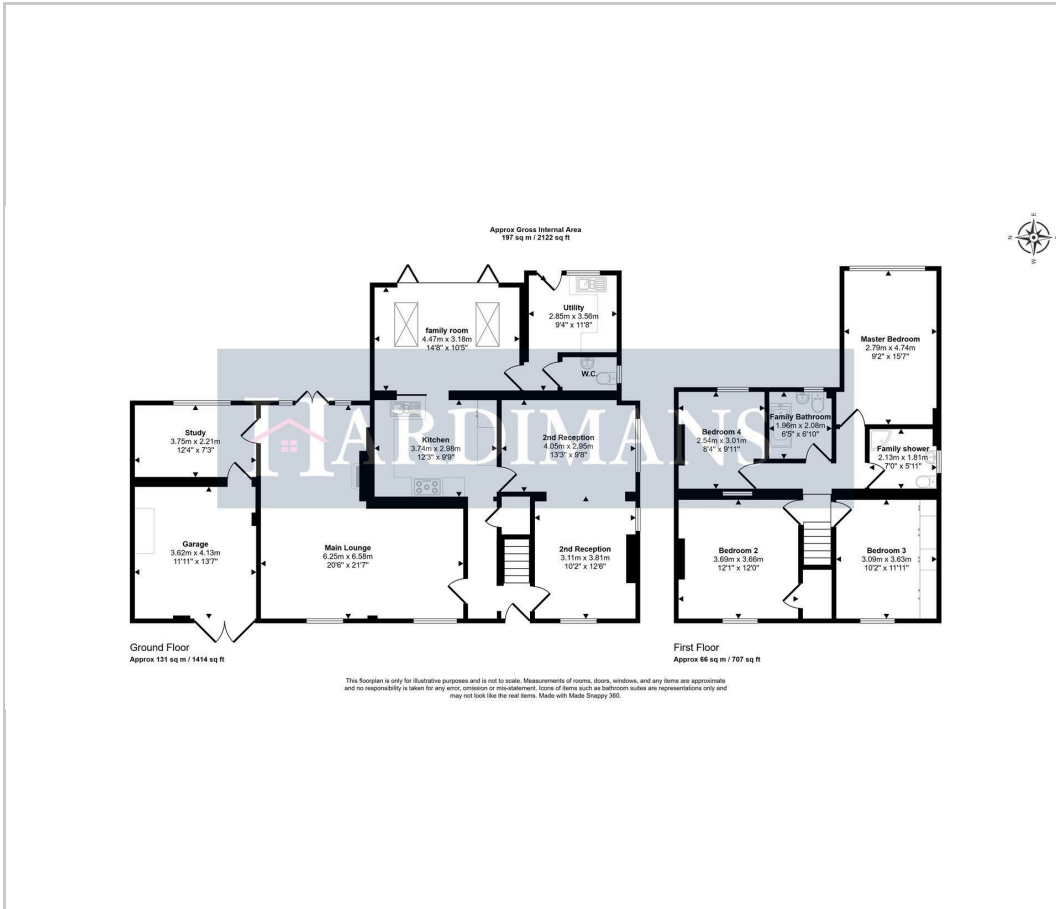 Approx Gross Internal Area
197 sq m / 2122 sq ft
N
E
W
family room
4.47m x 3.18m
14'8" x 10'5"
Utility
2.85m x 3.56m
9'4" x 11'8"
W.C.
Master Bedroom
2.79m x 4.74m
9'2" x 15'7"
HARDIMANS
Study
3.75m x 2.21m
12'4" x 7'3"
Kitchen
3.74m x 2.98m
12'3" x 9'9"
2nd Reception
4.05m x 2.95m
13'3" x 9'8"
Bedroom 4
2.54m x 3.01m
8'4" x 9'11"
Family Bathroom
1.96m x 2.08m
6'5" x 6'10"
Family shower
2.13m x 1.81m
7'0" x 5'11"
Garage
3.62m x 4.13m
11'11" x 13'7"
Main Lounge
6.25m x 6.58m
20'6" x 21'7"
2nd Reception
3.11m x 3.81m
10'2" x 12'6"
Bedroom 2
3.69m x 3.66m
12'1" x 12'0"
Bedroom 3
3.09m x 3.63m
10'2" x 11'11"
Ground Floor
Approx 131 sq m / 1414 sq ft
First Floor
Approx 66 sq m / 707 sq ft
This floorplan is only for illustrative purposes and is not to scale. Measurements of rooms, doors, windows, and any items are approximate
and no responsibility is taken for any error, omission or mis-statement. Icons of items such as bathroom suites are representations only and
may not look like the real items. Made with Made Snappy 360.